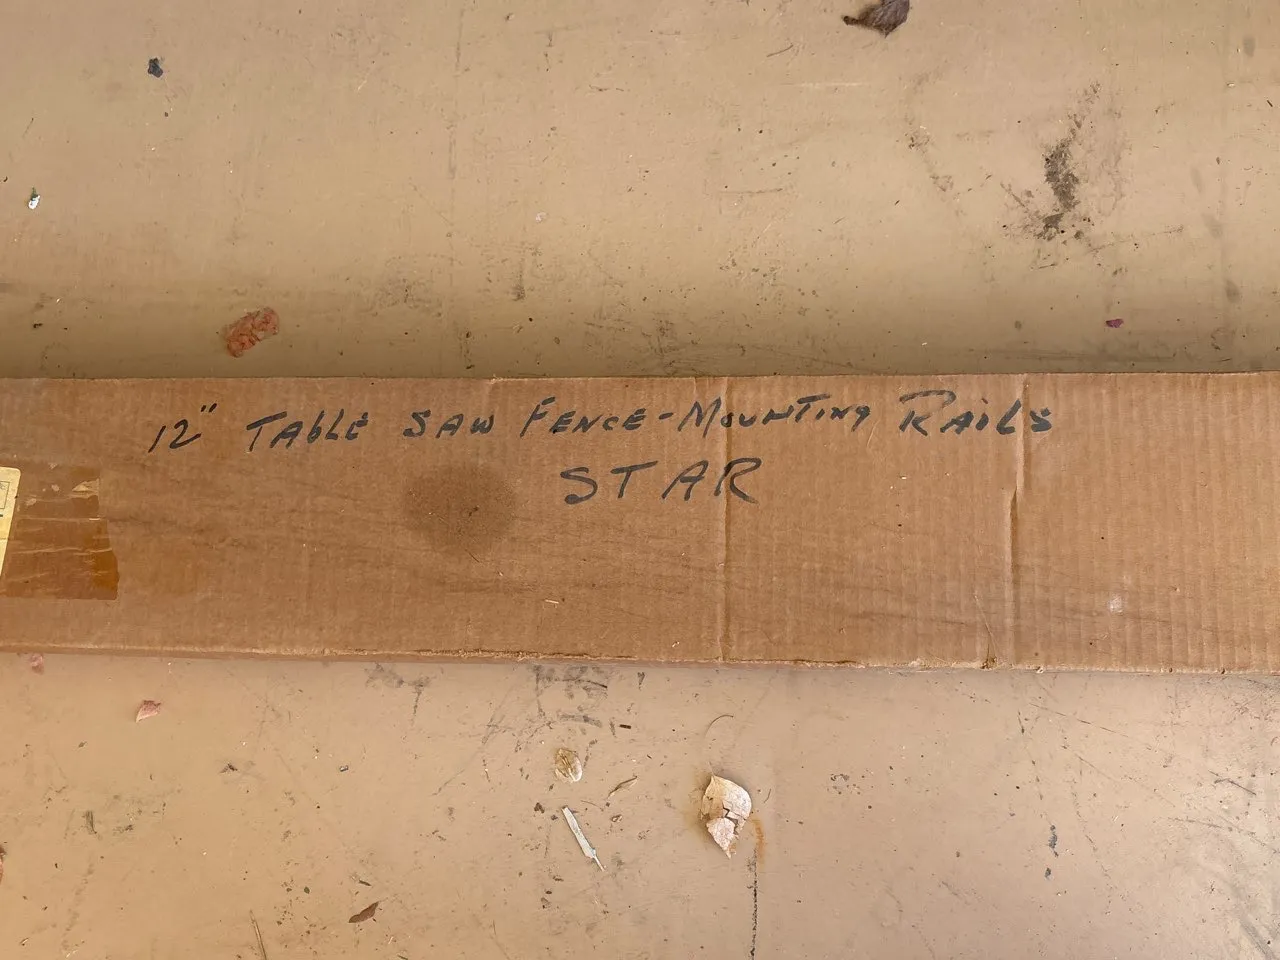 12" TABLE SAW FENCE-MOUNTING RAILS
STAR